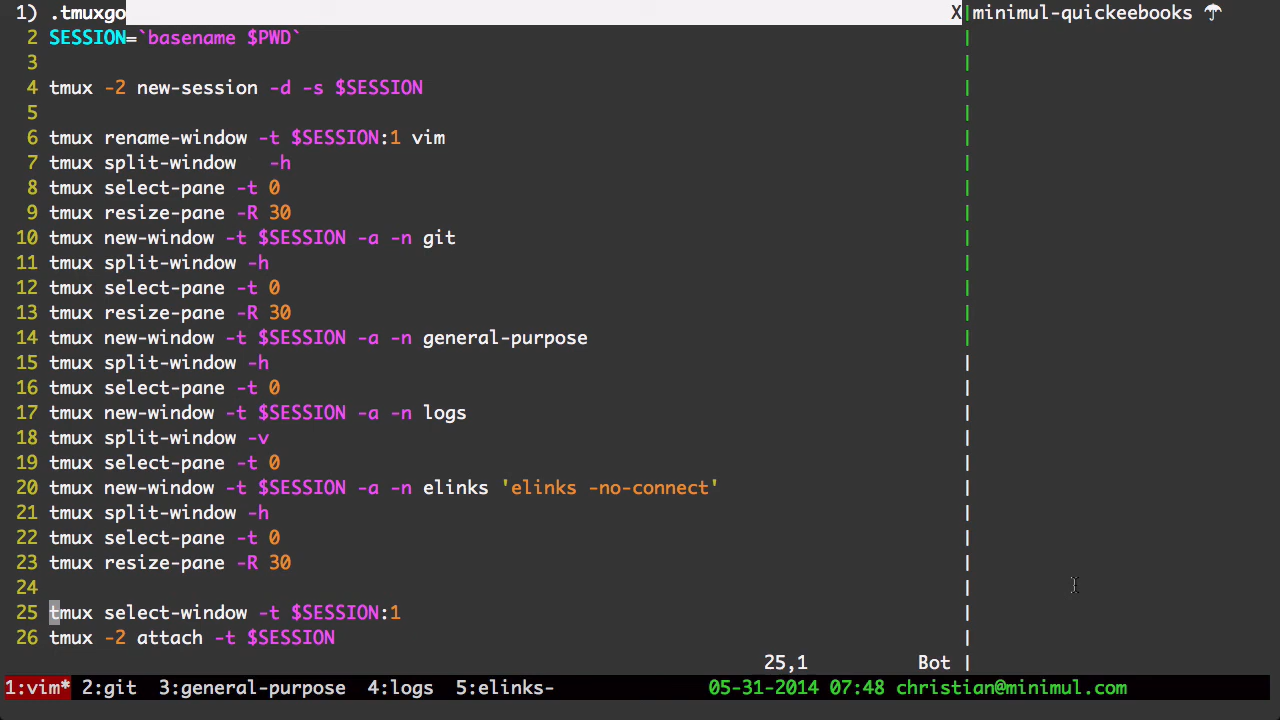 1) .tmuxgo X|minimul-quickeebooks ☂
2 SESSION=`basename $PWD`
3
4 tmux -2 new-session -d -s $SESSION
5
6 tmux rename-window -t $SESSION:1 vim
7 tmux split-window   -h
8 tmux select-pane -t 0
9 tmux resize-pane -R 30
10 tmux new-window -t $SESSION -a -n git
11 tmux split-window -h
12 tmux select-pane -t 0
13 tmux resize-pane -R 30
14 tmux new-window -t $SESSION -a -n general-purpose
15 tmux split-window -h
16 tmux select-pane -t 0
17 tmux new-window -t $SESSION -a -n logs
18 tmux split-window -v
19 tmux select-pane -t 0
20 tmux new-window -t $SESSION -a -n elinks 'elinks -no-connect'
21 tmux split-window -h
22 tmux select-pane -t 0
23 tmux resize-pane -R 30
24
25 tmux select-window -t $SESSION:1
26 tmux -2 attach -t $SESSION
25,1 Bot
1:vim* 2:git 3:general-purpose 4:logs 5:elinks- 05-31-2014 07:48 christian@minimul.com